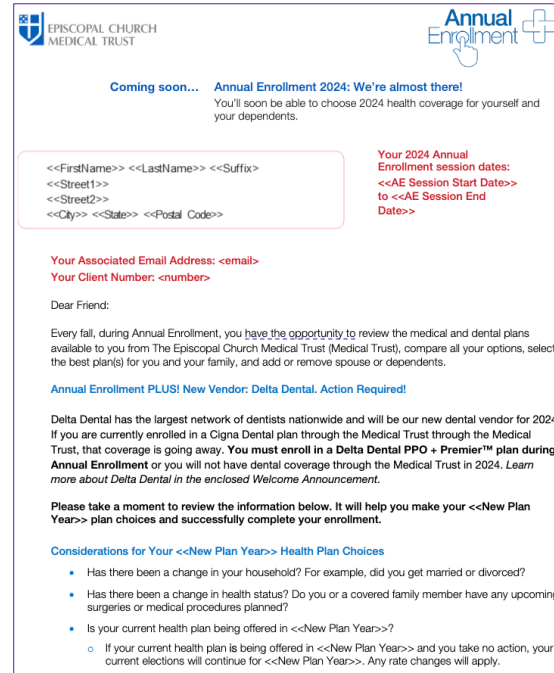 EPISCOPAL CHURCH
MEDICAL TRUST
Annual
Enrollment
Coming soon… Annual Enrollment 2024: We're almost there!
You'll soon be able to choose 2024 health coverage for yourself and
your dependents.
<<FirstName>> <<LastName>> <<Suffix>
<<Street1>>
<<Street2>>
<<City>> <<State>> <<Postal Code>>
Your 2024 Annual
Enrollment session dates:
<<AE Session Start Date>>
to <<AE Session End
Date>>
Your Associated Email Address: <email>
Your Client Number: <number>
Dear Friend:
Every fall, during Annual Enrollment, you have the opportunity to review the medical and dental plans
available to you from The Episcopal Church Medical Trust (Medical Trust), compare all your options, select
the best plan(s) for you and your family, and add or remove spouse or dependents.
Annual Enrollment PLUS! New Vendor: Delta Dental. Action Required!
Delta Dental has the largest network of dentists nationwide and will be our new dental vendor for 2024
If you are currently enrolled in a Cigna Dental plan through the Medical Trust through the Medical
Trust, that coverage is going away. You must enroll in a Delta Dental PPO + Premier™ plan during
Annual Enrollment or you will not have dental coverage through the Medical Trust in 2024. Learn
more about Delta Dental in the enclosed Welcome Announcement.
Please take a moment to review the information below. It will help you make your <<New Plan
Year>> plan choices and successfully complete your enrollment.
Considerations for Your <<New Plan Year>> Health Plan Choices
• Has there been a change in your household? For example, did you get married or divorced?
• Has there been a change in health status? Do you or a covered family member have any upcoming
surgeries or medical procedures planned?
• Is your current health plan being offered in <<New Plan Year>>?
o If your current health plan is being offered in <<New Plan Year>> and you take no action, your
current elections will continue for <<New Plan Year>>. Any rate changes will apply.